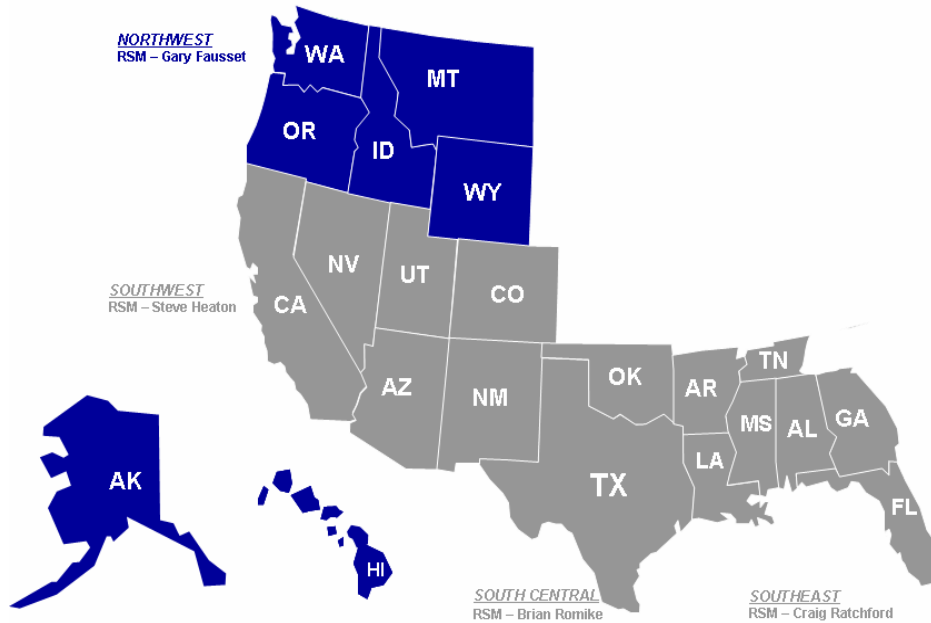 NORTHWEST
RSM – Gary Fausset
WA
MT
OR
ID
WY
NV
UT
CO
CA
SOUTHWEST
RSM – Steve Heaton
AZ
NM
OK
AR
TN
MS
AL
GA
LA
TX
FL
AK
HI
SOUTH CENTRAL
RSM – Brian Romike
SOUTHEAST
RSM – Craig Ratchford